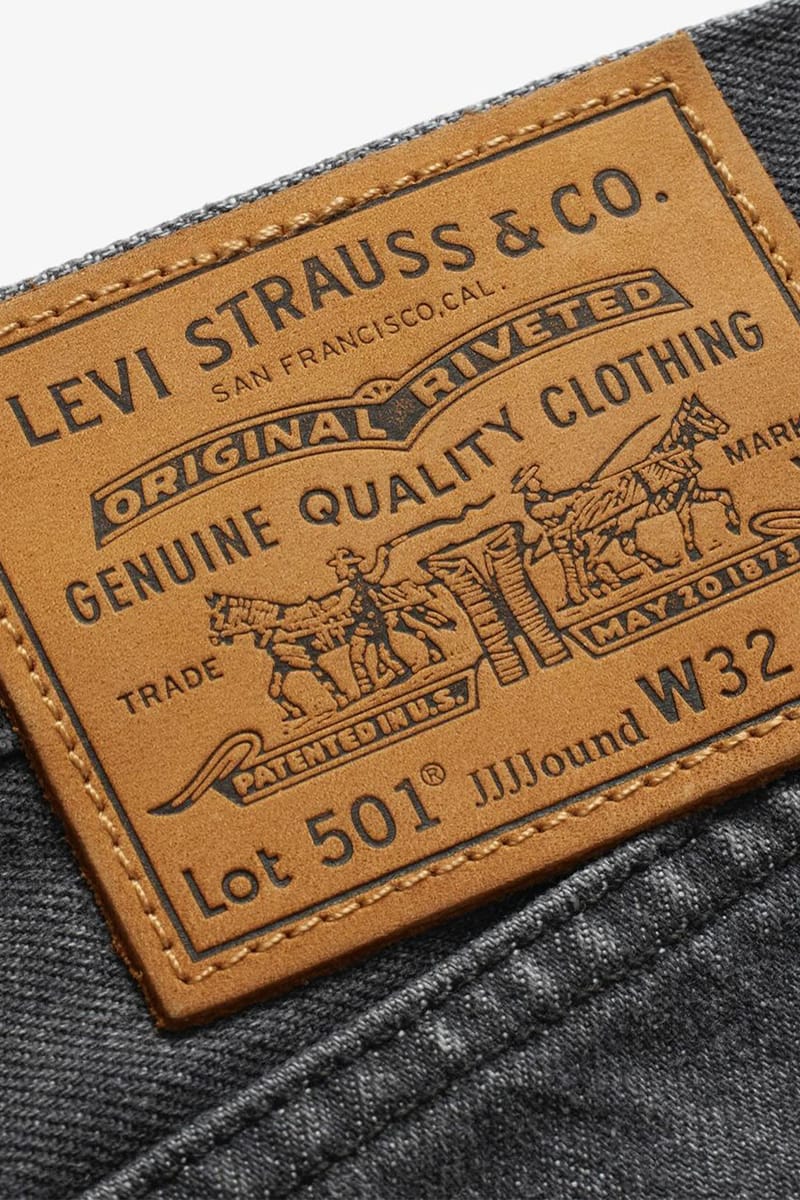 LEVI STRAUSS & CO.
SAN FRANCISCO, CAL.
ORIGINAL RIVETED
GENUINE QUALITY CLOTHING
TRADE MARK
PATENTED IN U.S. MAY 20 1873
Lot 501® JJJJound W32